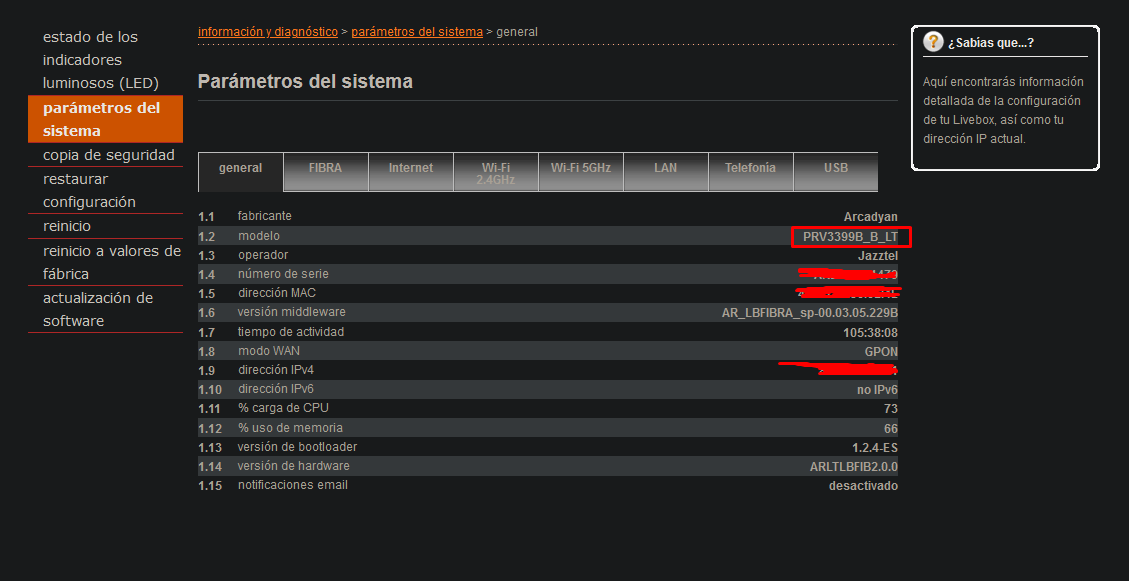 estado de los
indicadores
luminosos (LED)
parámetros del
sistema
copia de seguridad
restaurar
configuración
reinicio
reinicio a valores de
fábrica
actualización de
software
información y diagnóstico > parámetros del sistema > general
Parámetros del sistema
general FIBRA Internet Wi-Fi 2.4GHz Wi-Fi 5GHz LAN Telefonía USB
1.1 fabricante Arcadyan
1.2 modelo PRV3399B_B_LT
1.3 operador Jazztel
1.4 número de serie
1.5 dirección MAC
1.6 versión middleware AR_LBFIBRA_sp-00.03.05.229B
1.7 tiempo de actividad 105:38:08
1.8 modo WAN GPON
1.9 dirección IPv4
1.10 dirección IPv6 no IPv6
1.11 % carga de CPU 73
1.12 % uso de memoria 66
1.13 versión de bootloader 1.2.4-ES
1.14 versión de hardware ARLTLBFIB2.0.0
1.15 notificaciones email desactivado
? ¿Sabias que...?
Aquí encontrarás información
detallada de la configuración
de tu Livebox, así como tu
dirección IP actual.